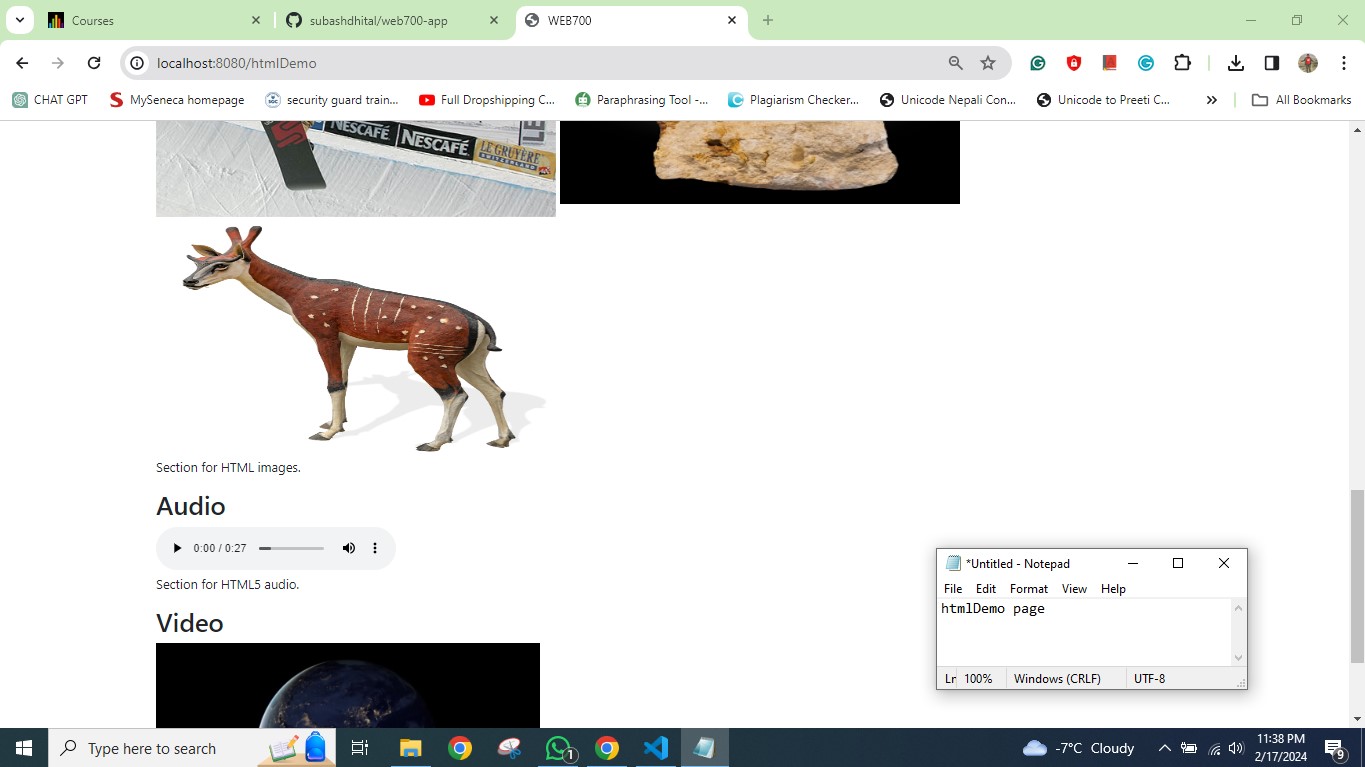 Courses
subashdhital/web700-app
WEB700
localhost:8080/htmlDemo
CHAT GPT
MySeneca homepage
security guard train...
Full Dropshipping C...
Paraphrasing Tool -...
Plagiarism Checker...
Unicode Nepali Con...
Unicode to Preeti C...
All Bookmarks
NESCAFÉ
NESCAFÉ
LE GRUYÈRE
SWITZERLAND
Section for HTML images.
Audio
0:00 / 0:27
Section for HTML5 audio.
Video
*Untitled - Notepad
File Edit Format View Help
htmlDemo page
Ln 100% Windows (CRLF) UTF-8
Type here to search
1
-7°C Cloudy
11:38 PM
2/17/2024
9